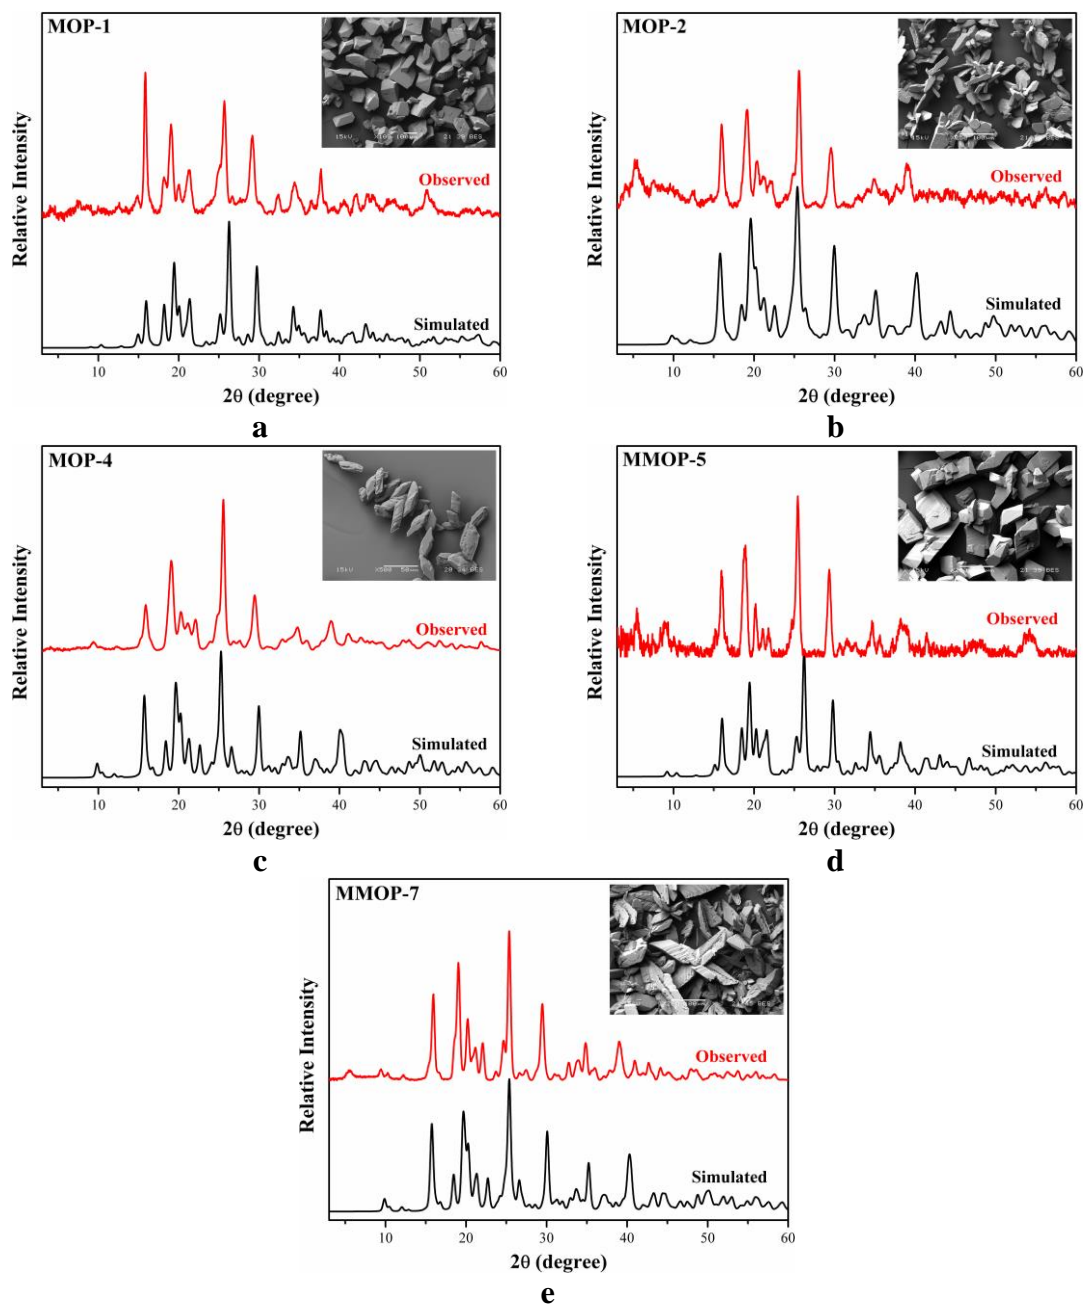 MOP-1
Relative Intensity
Observed
Simulated
10 20 30 40 50 60
2θ (degree)
a
MOP-2
Relative Intensity
Observed
Simulated
10 20 30 40 50 60
2θ (degree)
b
MOP-4
Relative Intensity
15kV X500 50μm
Observed
Simulated
10 20 30 40 50 60
2θ (degree)
c
MMOP-5
Relative Intensity
Observed
Simulated
10 20 30 40 50 60
2θ (degree)
d
MMOP-7
Relative Intensity
Observed
Simulated
10 20 30 40 50 60
2θ (degree)
e